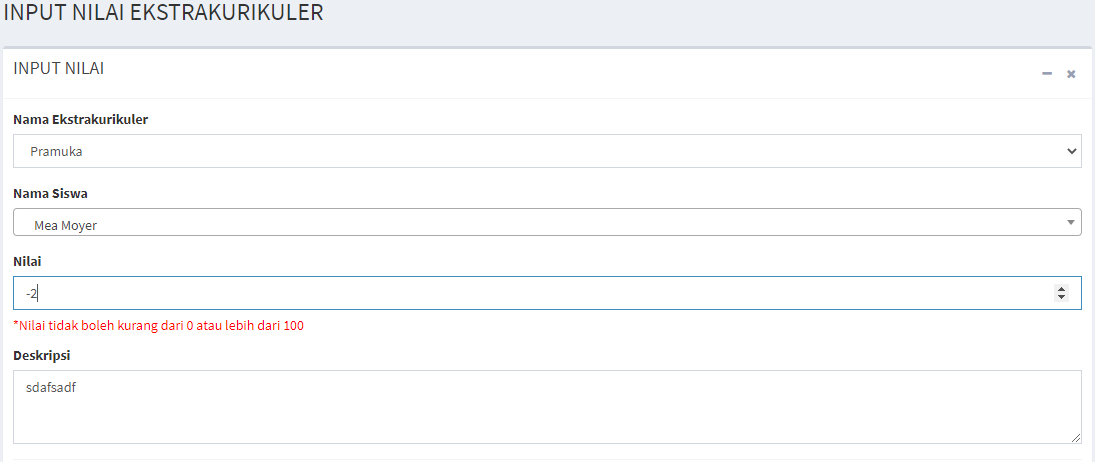 INPUT NILAI EKSTRAKURIKULER
INPUT NILAI
Nama Ekstrakurikuler
Pramuka
Nama Siswa
Mea Moyer
Nilai
-2
*Nilai tidak boleh kurang dari 0 atau lebih dari 100
Deskripsi
sdafsadf